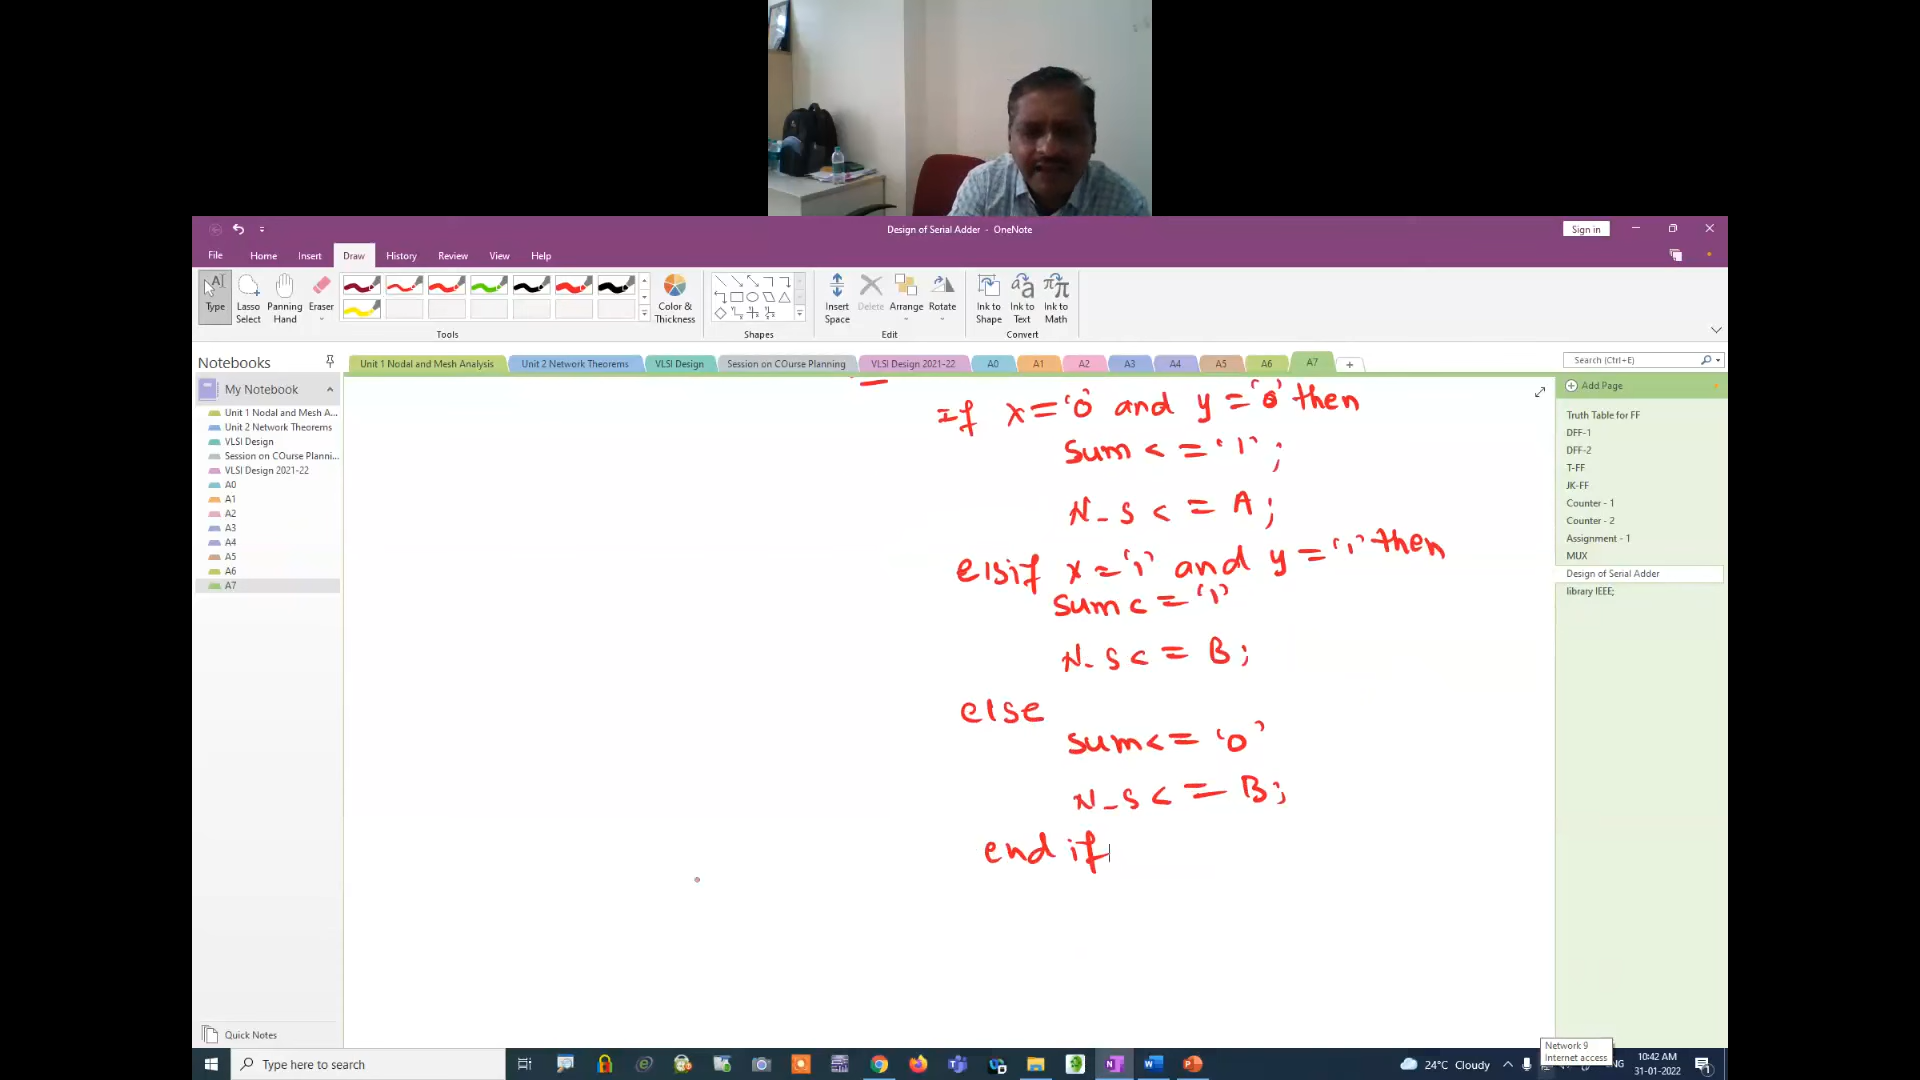 Design of Serial Adder - OneNote
Sign in
File Home Insert Draw History Review View Help
Type
Lasso Select
Panning Hand
Eraser
Color & Thickness
Insert Space
Delete
Arrange
Rotate
Ink to Shape
Ink to Text
Ink to Math
Tools
Shapes
Edit
Convert
Notebooks
Unit 1 Nodal and Mesh Analysis
Unit 2 Network Theorems
VLSI Design
Session on COurse Planning
VLSI Design 2021-22
A0
A1
A2
A3
A4
A5
A6
A7
Search (Ctrl+E)
My Notebook
Unit 1 Nodal and Mesh A...
Unit 2 Network Theorems
VLSI Design
Session on COurse Planni...
VLSI Design 2021-22
A0
A1
A2
A3
A4
A5
A6
A7
Quick Notes
If x='0' and y='0' then
sum<='1';
N-S<=A;
elsif x='1' and y='1' then
sum<='1'
N-S<=B;
else
sum<='0'
N-S<=B;
end if
Add Page
Truth Table for FF
DFF-1
DFF-2
T-FF
JK-FF
Counter - 1
Counter - 2
Assignment - 1
MUX
Design of Serial Adder
library IEEE;
Network 9
Internet access
Type here to search
24°C Cloudy
10:42 AM
31-01-2022